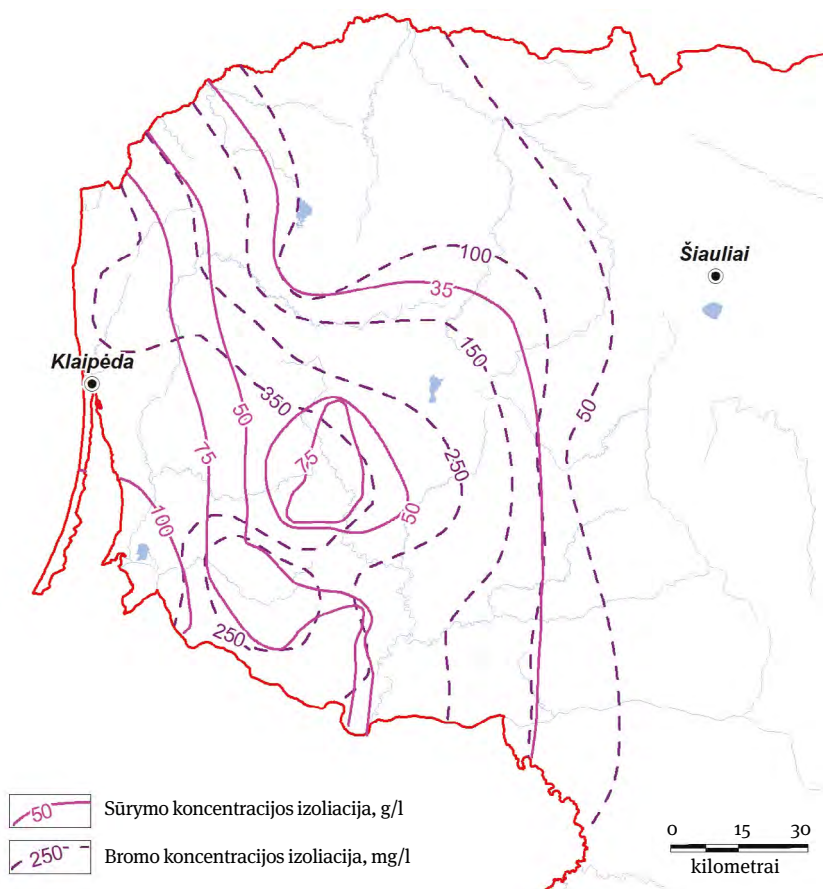 100
Šiauliai
35
150
Klaipėda
350
50
50
75
75
250
50
100
250
50
Sūrymo koncentracijos izoliacija, g/l
250
Bromo koncentracijos izoliacija, mg/l
0 15 30
kilometrai